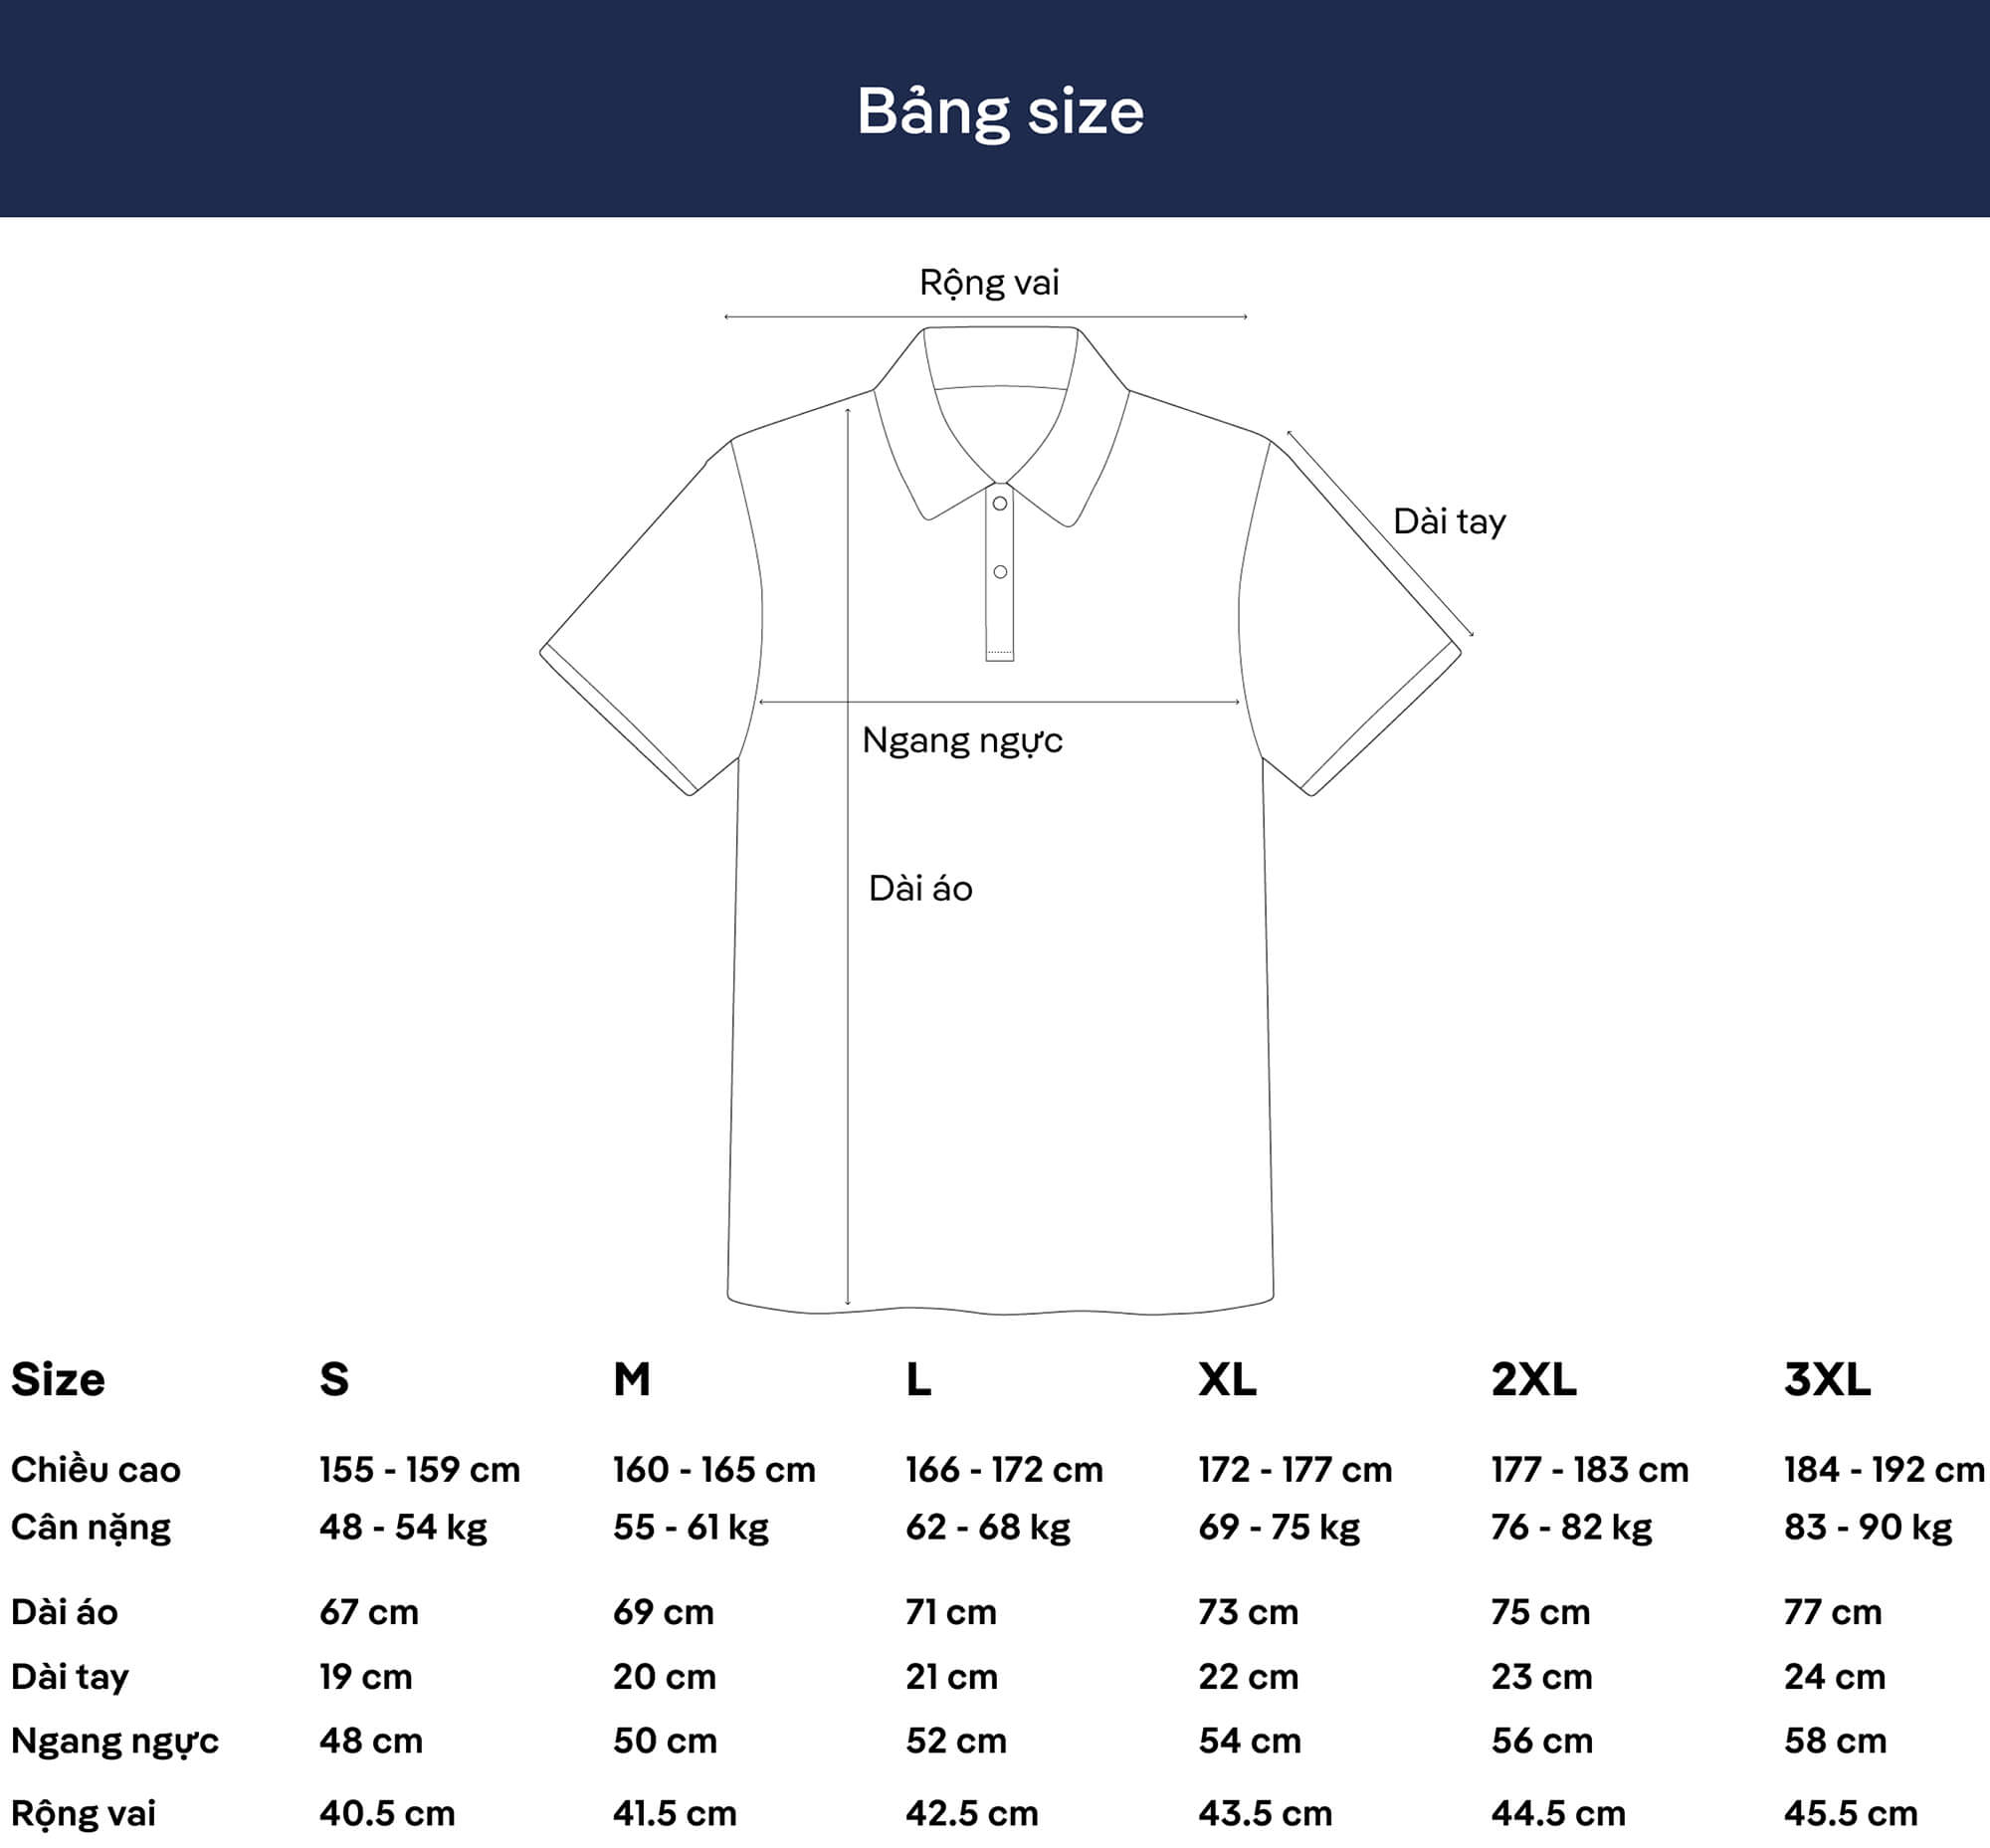 Bảng size
Rộng vai
Dài tay
Ngang ngực
Dài áo
Size S M L XL 2XL 3XL
Chiều cao 155 - 159 cm 160 - 165 cm 166 - 172 cm 172 - 177 cm 177 - 183 cm 184 - 192 cm
Cân nặng 48 - 54 kg 55 - 61 kg 62 - 68 kg 69 - 75 kg 76 - 82 kg 83 - 90 kg
Dài áo 67 cm 69 cm 71 cm 73 cm 75 cm 77 cm
Dài tay 19 cm 20 cm 21 cm 22 cm 23 cm 24 cm
Ngang ngực 48 cm 50 cm 52 cm 54 cm 56 cm 58 cm
Rộng vai 40.5 cm 41.5 cm 42.5 cm 43.5 cm 44.5 cm 45.5 cm